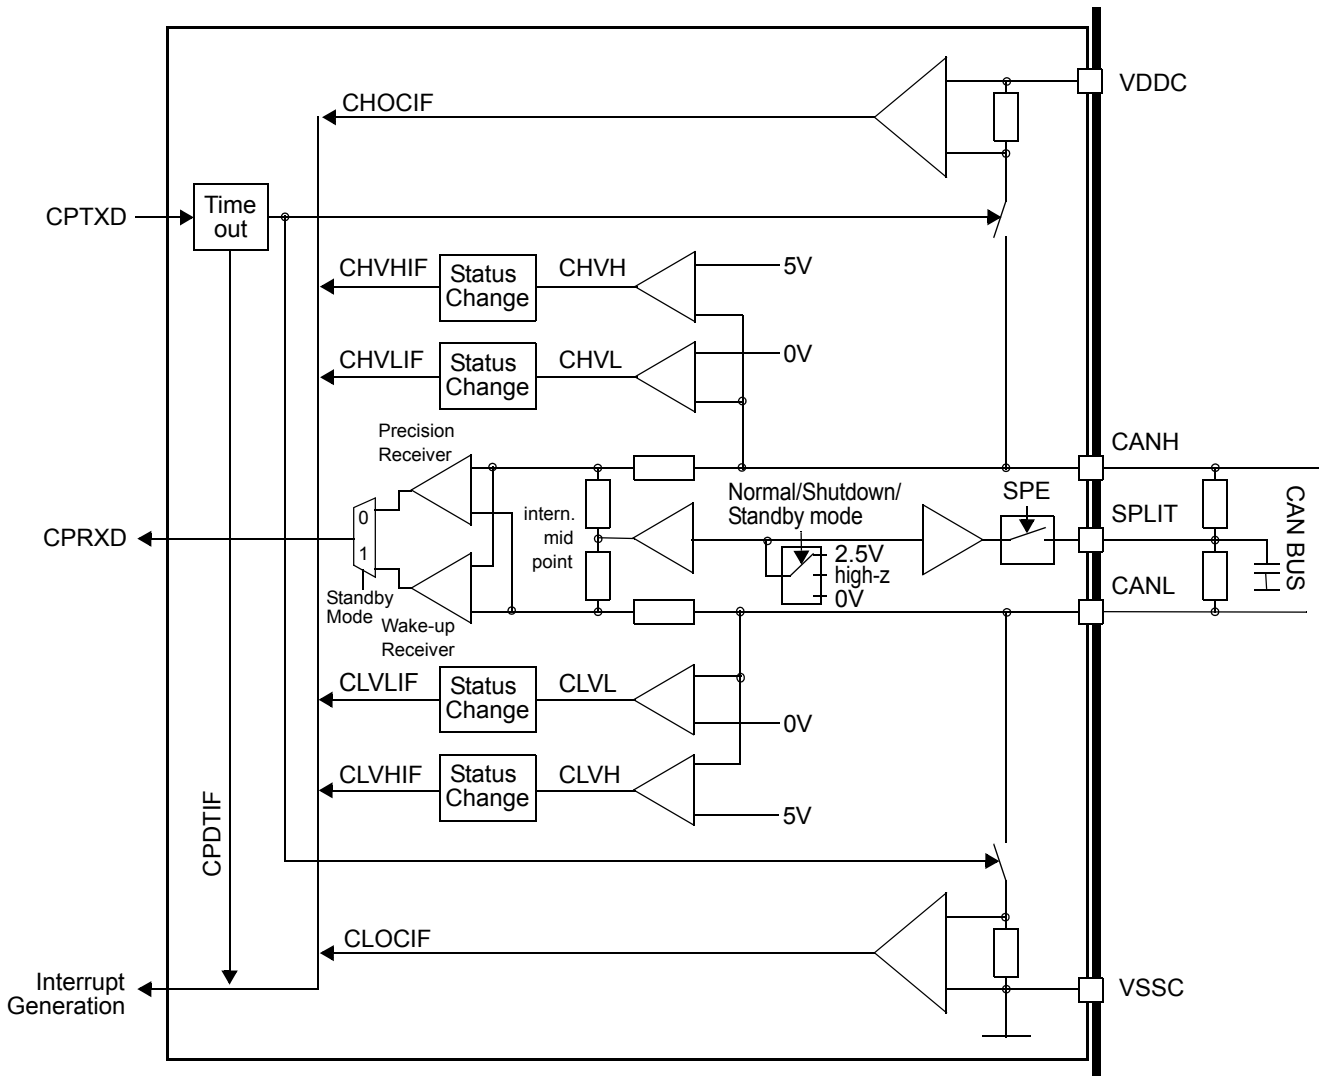 VDDC
CHOCIF
CPTXD
Time
out
CHVHIF
Status
Change
CHVH
5V
CHVLIF
Status
Change
CHVL
0V
Precision
Receiver
CANH
Normal/Shutdown/
Standby mode
SPE
SPLIT
CAN BUS
0
1
intern.
mid
point
CPRXD
2.5V
high-z
0V
CANL
Standby
Mode
Wake-up
Receiver
CLVLIF
Status
Change
CLVL
0V
CLVHIF
Status
Change
CLVH
5V
CPDTIF
CLOCIF
Interrupt
Generation
VSSC